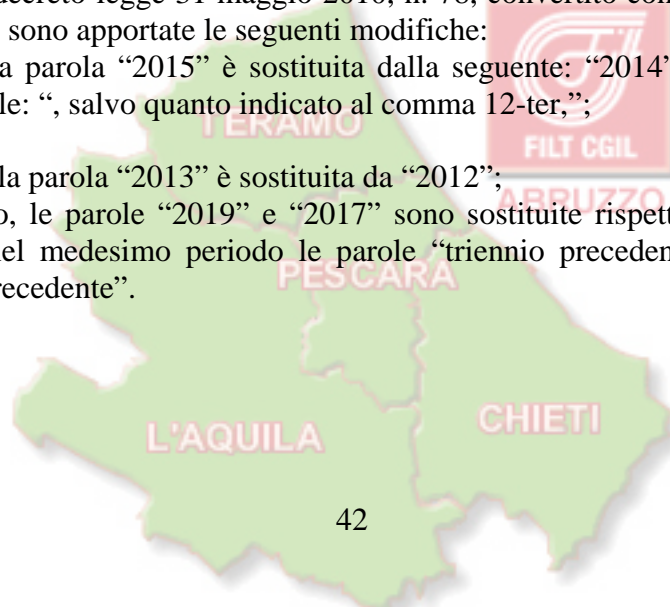 decreto legge 31 maggio 2010, n. 78, convertito con
sono apportate le seguenti modifiche:
a parola “2015” è sostituita dalla seguente: “2014”
le: “, salvo quanto indicato al comma 12-ter,”;
TERAMO
FILT CGIL
la parola “2013” è sostituita da “2012”;
ABRUZZO
o, le parole “2019” e “2017” sono sostituite rispett
el medesimo periodo le parole “triennio preceden
PESCARA
recedente”.
CHIETI
L'AQUILA
42